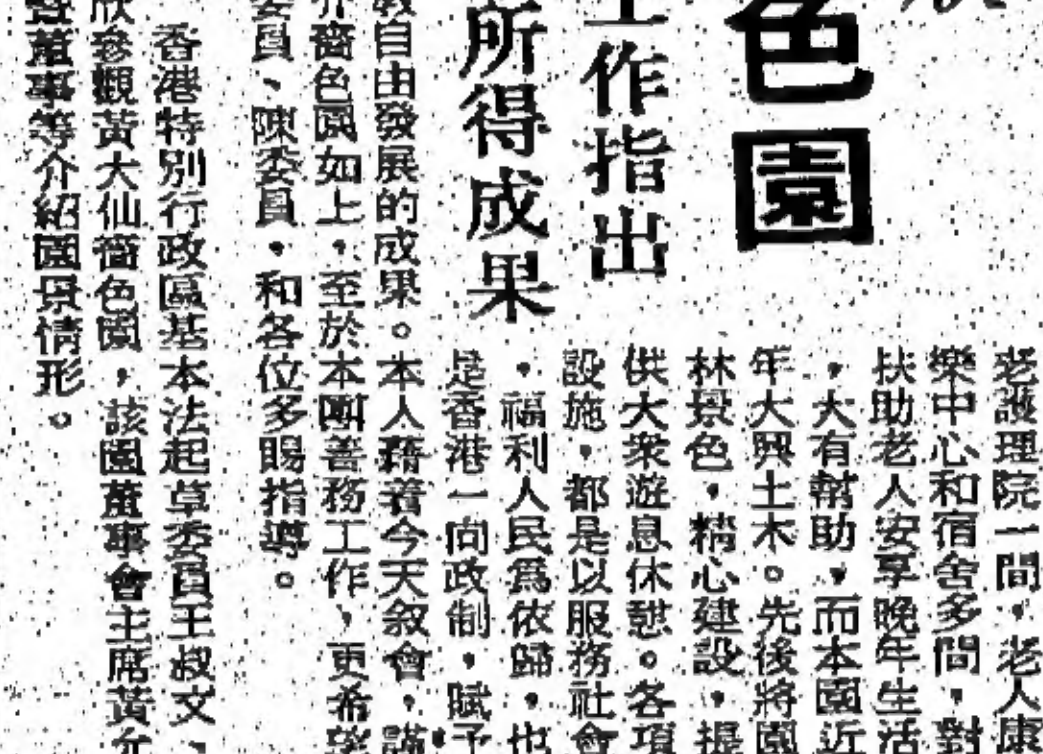 色園
工作指出
所得成果
老護理院一間,老人康
樂中心和宿舍多間,對
扶助老人安享晚年生活
,大有幫助,而本園近
年大興土木。先後將園
林景色,精心建設,提
供大衆遊息休憇。各項
設施,都是以服務社會
,福利人民爲依歸,也
是香港一向政制,賦予
教自由發展的成果。本人藉着今天叙會,謹
介嗇色園如上,至於本園善務工作,更希望
委員、陳委員,和各位多賜指導。
香港特別行政區基本法起草委員王叔文、
欣參觀黃大仙嗇色園,該園董事會主席黃允
董事等介紹園景情形。